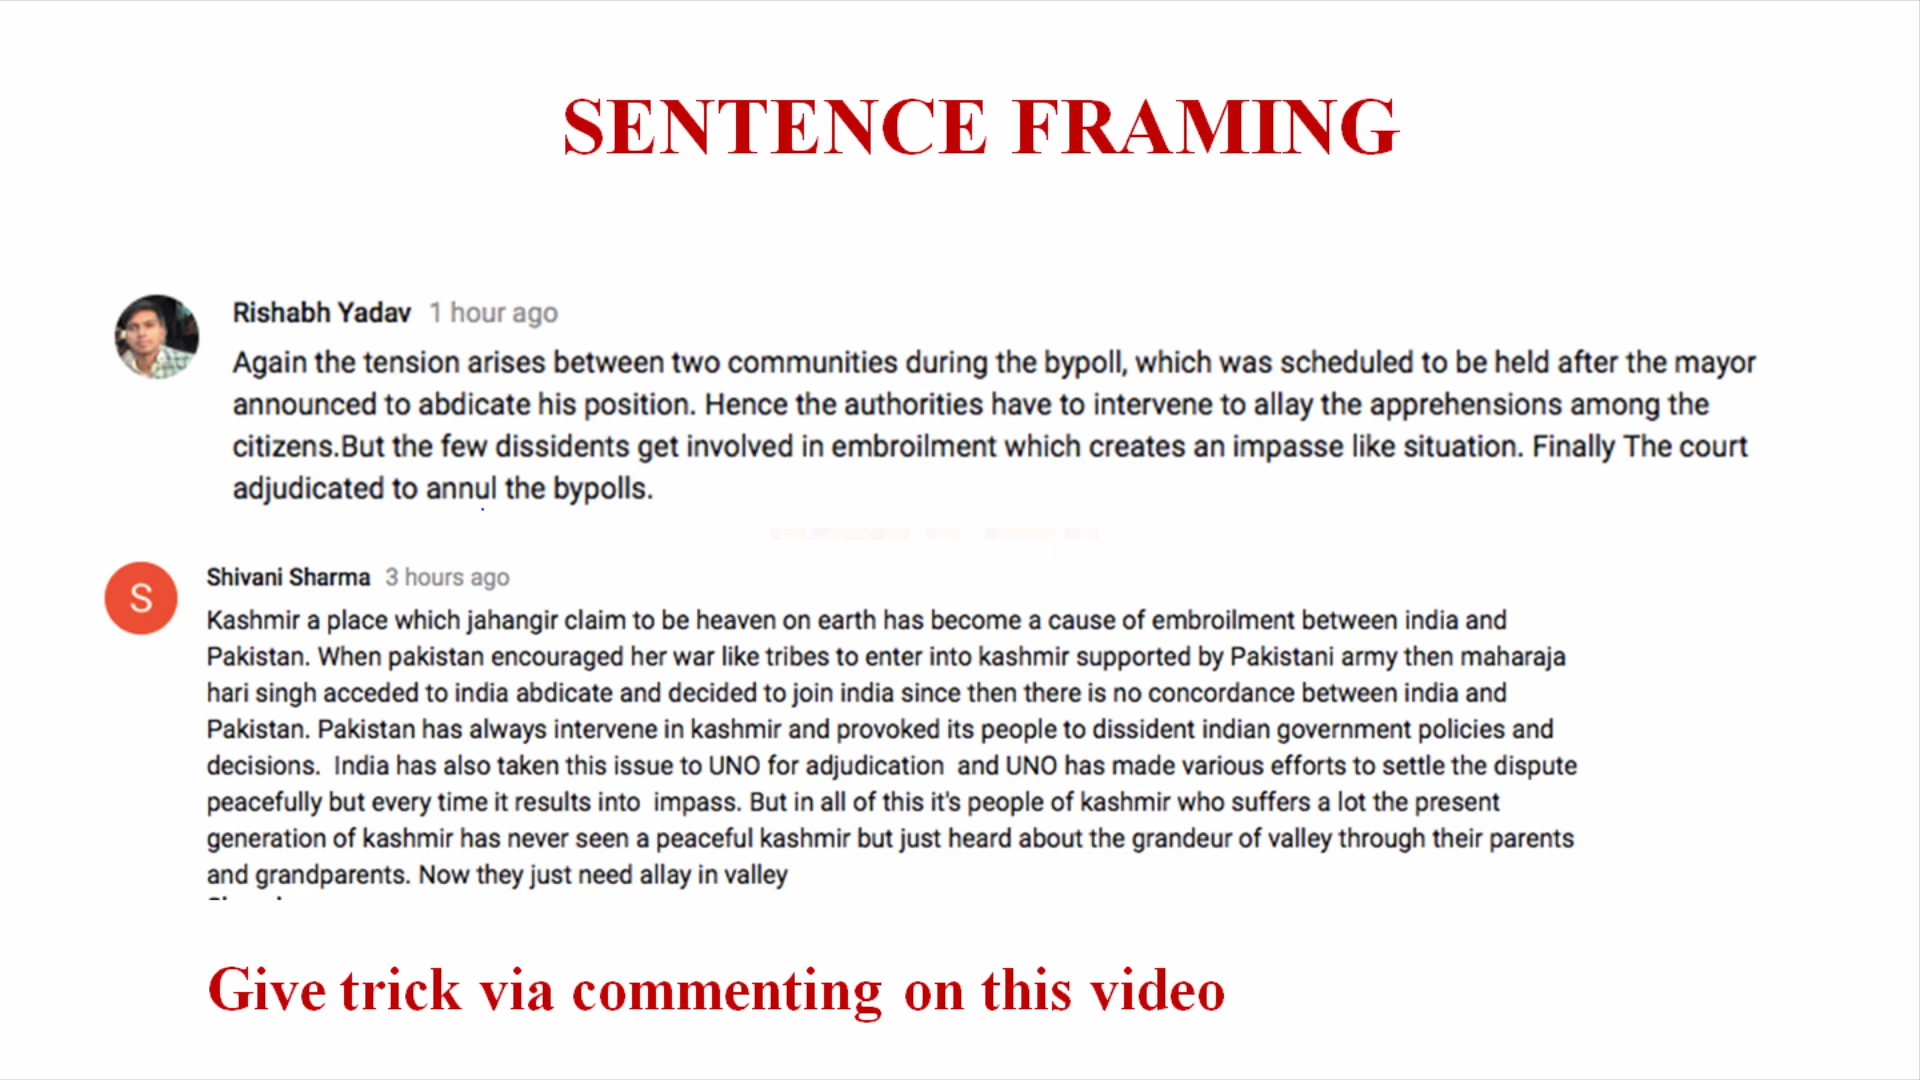 SENTENCE FRAMING
Rishabh Yadav 1 hour ago
Again the tension arises between two communities during the bypoll, which was scheduled to be held after the mayor
announced to abdicate his position. Hence the authorities have to intervene to allay the apprehensions among the
citizens.But the few dissidents get involved in embroilment which creates an impasse like situation. Finally The court
adjudicated to annul the bypolls.
S
Shivani Sharma 3 hours ago
Kashmir a place which jahangir claim to be heaven on earth has become a cause of embroilment between india and
Pakistan. When pakistan encouraged her war like tribes to enter into kashmir supported by Pakistani army then maharaja
hari singh acceded to india abdicate and decided to join india since then there is no concordance between india and
Pakistan. Pakistan has always intervene in kashmir and provoked its people to dissident indian government policies and
decisions. India has also taken this issue to UNO for adjudication and UNO has made various efforts to settle the dispute
peacefully but every time it results into impass. But in all of this it's people of kashmir who suffers a lot the present
generation of kashmir has never seen a peaceful kashmir but just heard about the grandeur of valley through their parents
and grandparents. Now they just need allay in valley
Give trick via commenting on this video